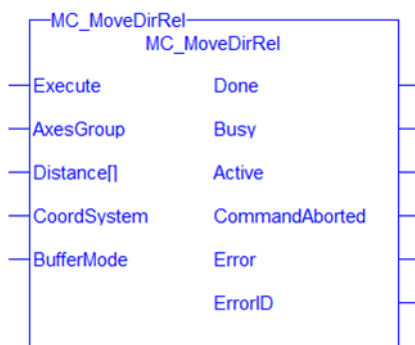 MC_MoveDirRel
MC_MoveDirRel
Execute Done
AxesGroup Busy
Distance[] Active
CoordSystem CommandAborted
BufferMode Error
ErrorID